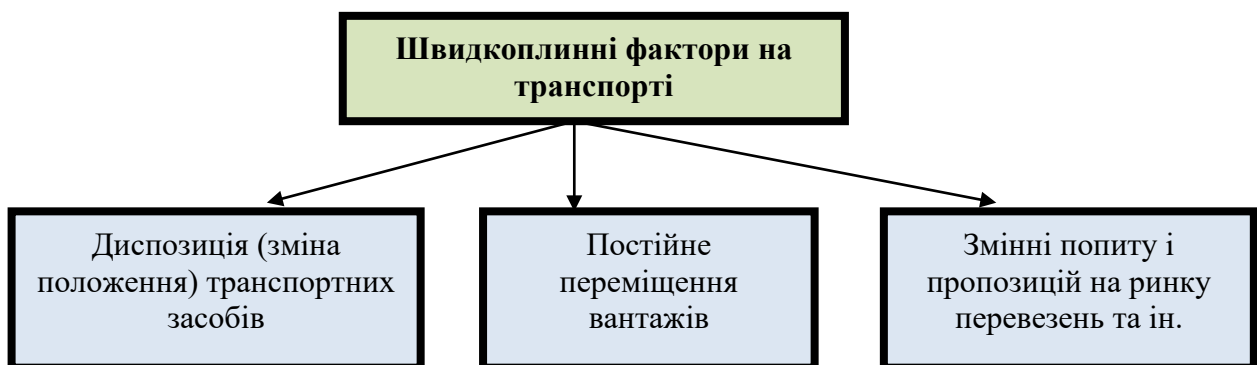 Швидкоплинні фактори на
транспорті
Диспозиція (зміна
положення) транспортних
засобів
Постійне
переміщення
вантажів
Змінні попиту і
пропозицій на ринку
перевезень та ін.